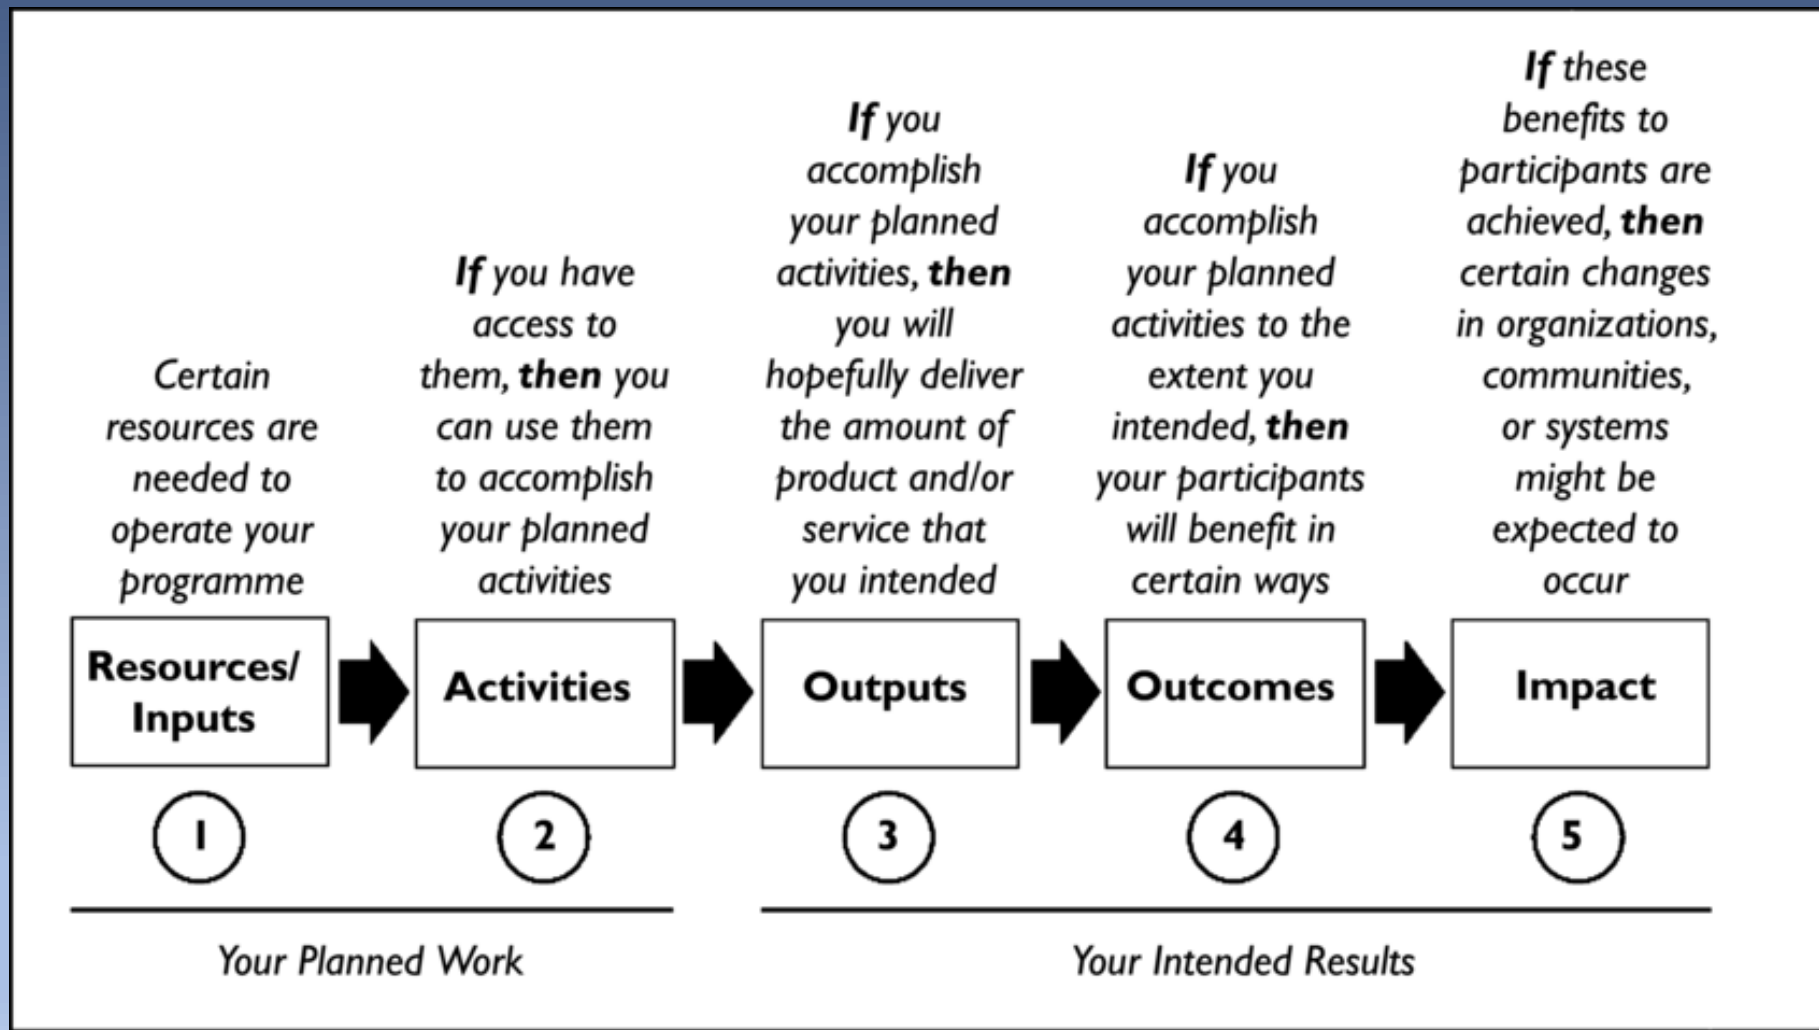 Certain
resources are
needed to
operate your
programme
If you have
access to
them, then you
can use them
to accomplish
your planned
activities
If you
accomplish
your planned
activities, then
you will
hopefully deliver
the amount of
product and/or
service that
you intended
If you
accomplish
your planned
activities to the
extent you
intended, then
your participants
will benefit in
certain ways
If these
benefits to
participants are
achieved, then
certain changes
in organizations,
communities,
or systems
might be
expected to
occur
Resources/
Inputs
Activities
Outputs
Outcomes
Impact
1
2
3
4
5
Your Planned Work
Your Intended Results